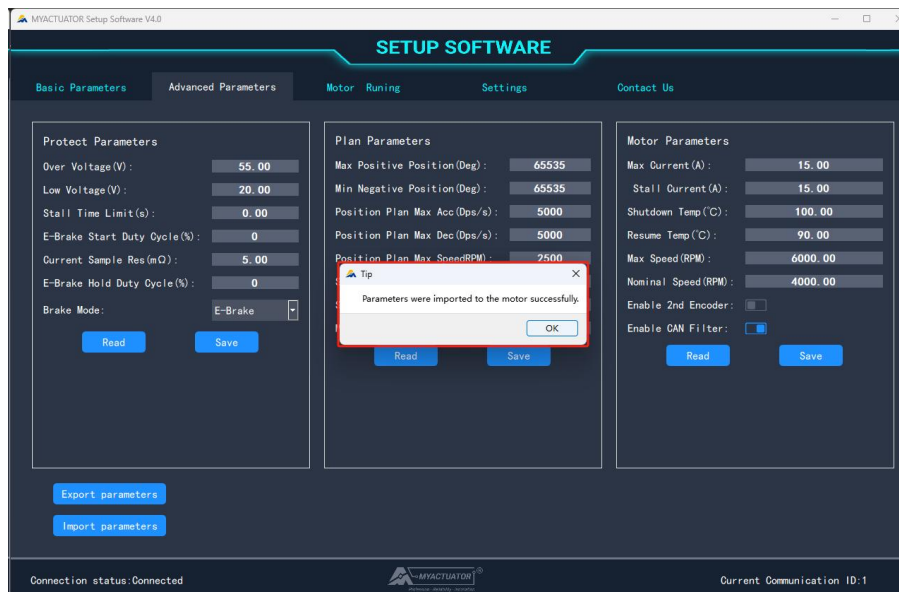 MYACTUATOR Setup Software V4.0
SETUP SOFTWARE
Basic Parameters
Advanced Parameters
Motor Runing
Settings
Contact Us
Protect Parameters
Over Voltage(V): 55.00
Low Voltage(V): 20.00
Stall Time Limit(s): 0.00
E-Brake Start Duty Cycle(%): 0
Current Sample Res(mΩ): 5.00
E-Brake Hold Duty Cycle(%): 0
Brake Mode: E-Brake
Read Save
Plan Parameters
Max Positive Position(Deg): 65535
Min Negative Position(Deg): 65535
Position Plan Max Acc(Dps/s): 5000
Position Plan Max Dec(Dps/s): 5000
Position Plan Max SpeedRPM): 2500
Tip
Parameters were imported to the motor successfully.
OK
Read Save
Motor Parameters
Max Current(A): 15.00
Stall Current(A): 15.00
Shutdown Temp(℃): 100.00
Resume Temp(℃): 90.00
Max Speed(RPM): 6000.00
Nominal Speed(RPM): 4000.00
Enable 2nd Encoder:
Enable CAN Filter:
Read Save
Export parameters
Import parameters
Connection status:Connected
MYACTUATOR®
Current Communication ID:1